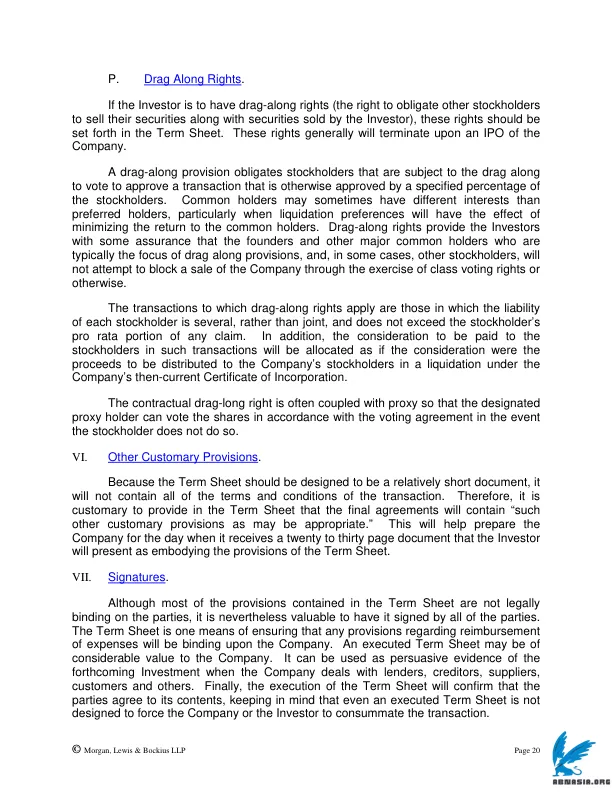 P. Drag Along Rights.
If the Investor is to have drag-along rights (the right to obligate other stockholders
to sell their securities along with securities sold by the Investor), these rights should be
set forth in the Term Sheet. These rights generally will terminate upon an IPO of the
Company.
A drag-along provision obligates stockholders that are subject to the drag along
to vote to approve a transaction that is otherwise approved by a specified percentage of
the stockholders. Common holders may sometimes have different interests than
preferred holders, particularly when liquidation preferences will have the effect of
minimizing the return to the common holders. Drag-along rights provide the Investors
with some assurance that the founders and other major common holders who are
typically the focus of drag along provisions, and, in some cases, other stockholders, will
not attempt to block a sale of the Company through the exercise of class voting rights or
otherwise.
The transactions to which drag-along rights apply are those in which the liability
of each stockholder is several, rather than joint, and does not exceed the stockholder's
pro rata portion of any claim. In addition, the consideration to be paid to the
stockholders in such transactions will be allocated as if the consideration were the
proceeds to be distributed to the Company's stockholders in a liquidation under the
Company's then-current Certificate of Incorporation.
The contractual drag-long right is often coupled with proxy so that the designated
proxy holder can vote the shares in accordance with the voting agreement in the event
the stockholder does not do so.
VI. Other Customary Provisions.
Because the Term Sheet should be designed to be a relatively short document, it
will not contain all of the terms and conditions of the transaction. Therefore, it is
customary to provide in the Term Sheet that the final agreements will contain “such
other customary provisions as may be appropriate.” This will help prepare the
Company for the day when it receives a twenty to thirty page document that the Investor
will present as embodying the provisions of the Term Sheet.
VII. Signatures.
Although most of the provisions contained in the Term Sheet are not legally
binding on the parties, it is nevertheless valuable to have it signed by all of the parties.
The Term Sheet is one means of ensuring that any provisions regarding reimbursement
of expenses will be binding upon the Company. An executed Term Sheet may be of
considerable value to the Company. It can be used as persuasive evidence of the
forthcoming Investment when the Company deals with lenders, creditors, suppliers,
customers and others. Finally, the execution of the Term Sheet will confirm that the
parties agree to its contents, keeping in mind that even an executed Term Sheet is not
designed to force the Company or the Investor to consummate the transaction.
© Morgan, Lewis & Bockius LLP Page 20
ABNASIA.ORG